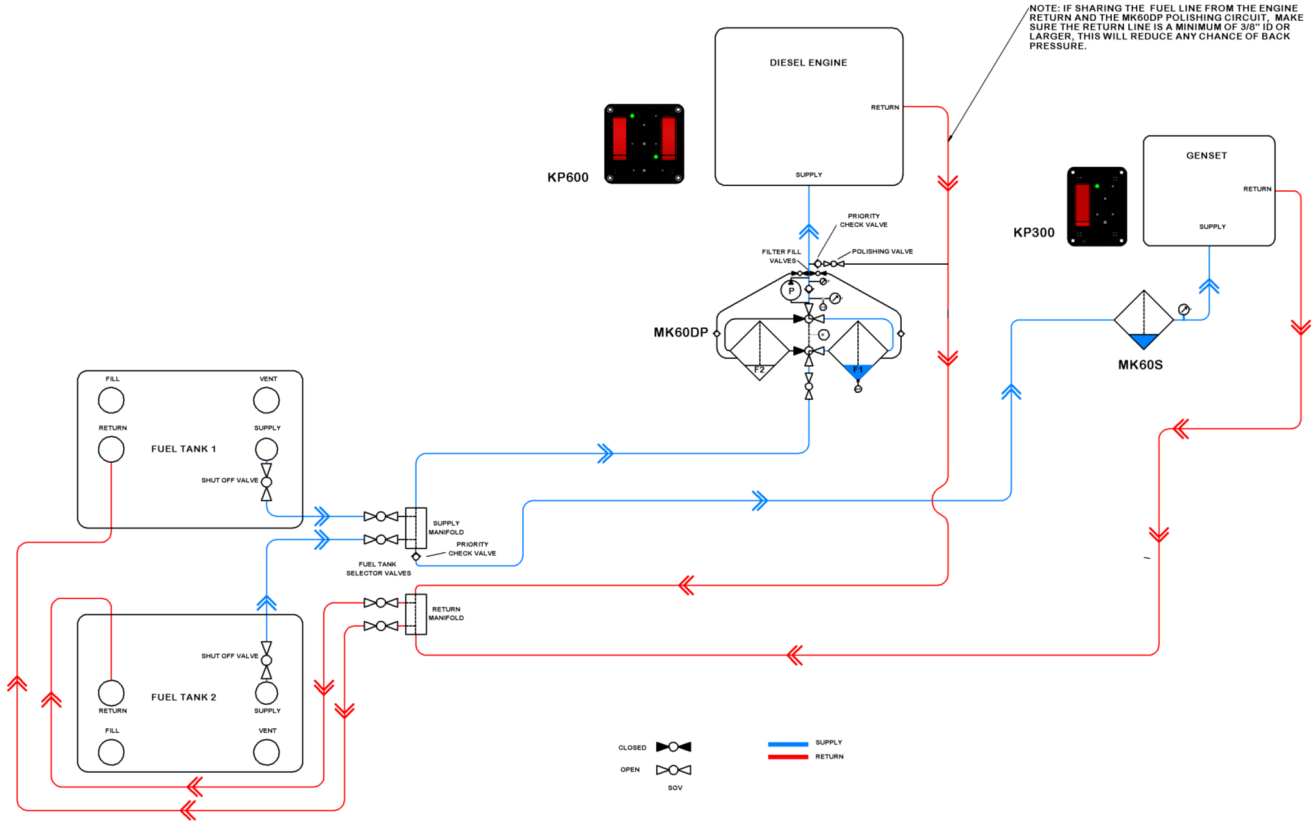 NOTE: IF SHARING THE FUEL LINE FROM THE ENGINE
RETURN AND THE MK60DP POLISHING CIRCUIT, MAKE
SURE THE RETURN LINE IS A MINIMUM OF 3/8" ID OR
LARGER, THIS WILL REDUCE ANY CHANCE OF BACK
PRESSURE.
DIESEL ENGINE
RETURN
SUPPLY
KP600
GENSET
RETURN
SUPPLY
KP300
PRIORITY
CHECK VALVE
FILTER FILL
VALVES
POLISHING VALVE
P
MK60DP
F2
F1
MK60S
FILL
VENT
RETURN
SUPPLY
FUEL TANK 1
SHUT OFF VALVE
SUPPLY
MANIFOLD
PRIORITY
CHECK VALVE
FUEL TANK
SELECTOR VALVES
RETURN
MANIFOLD
SHUT OFF VALVE
FUEL TANK 2
RETURN
SUPPLY
FILL
VENT
CLOSED
OPEN
SOV
SUPPLY
RETURN